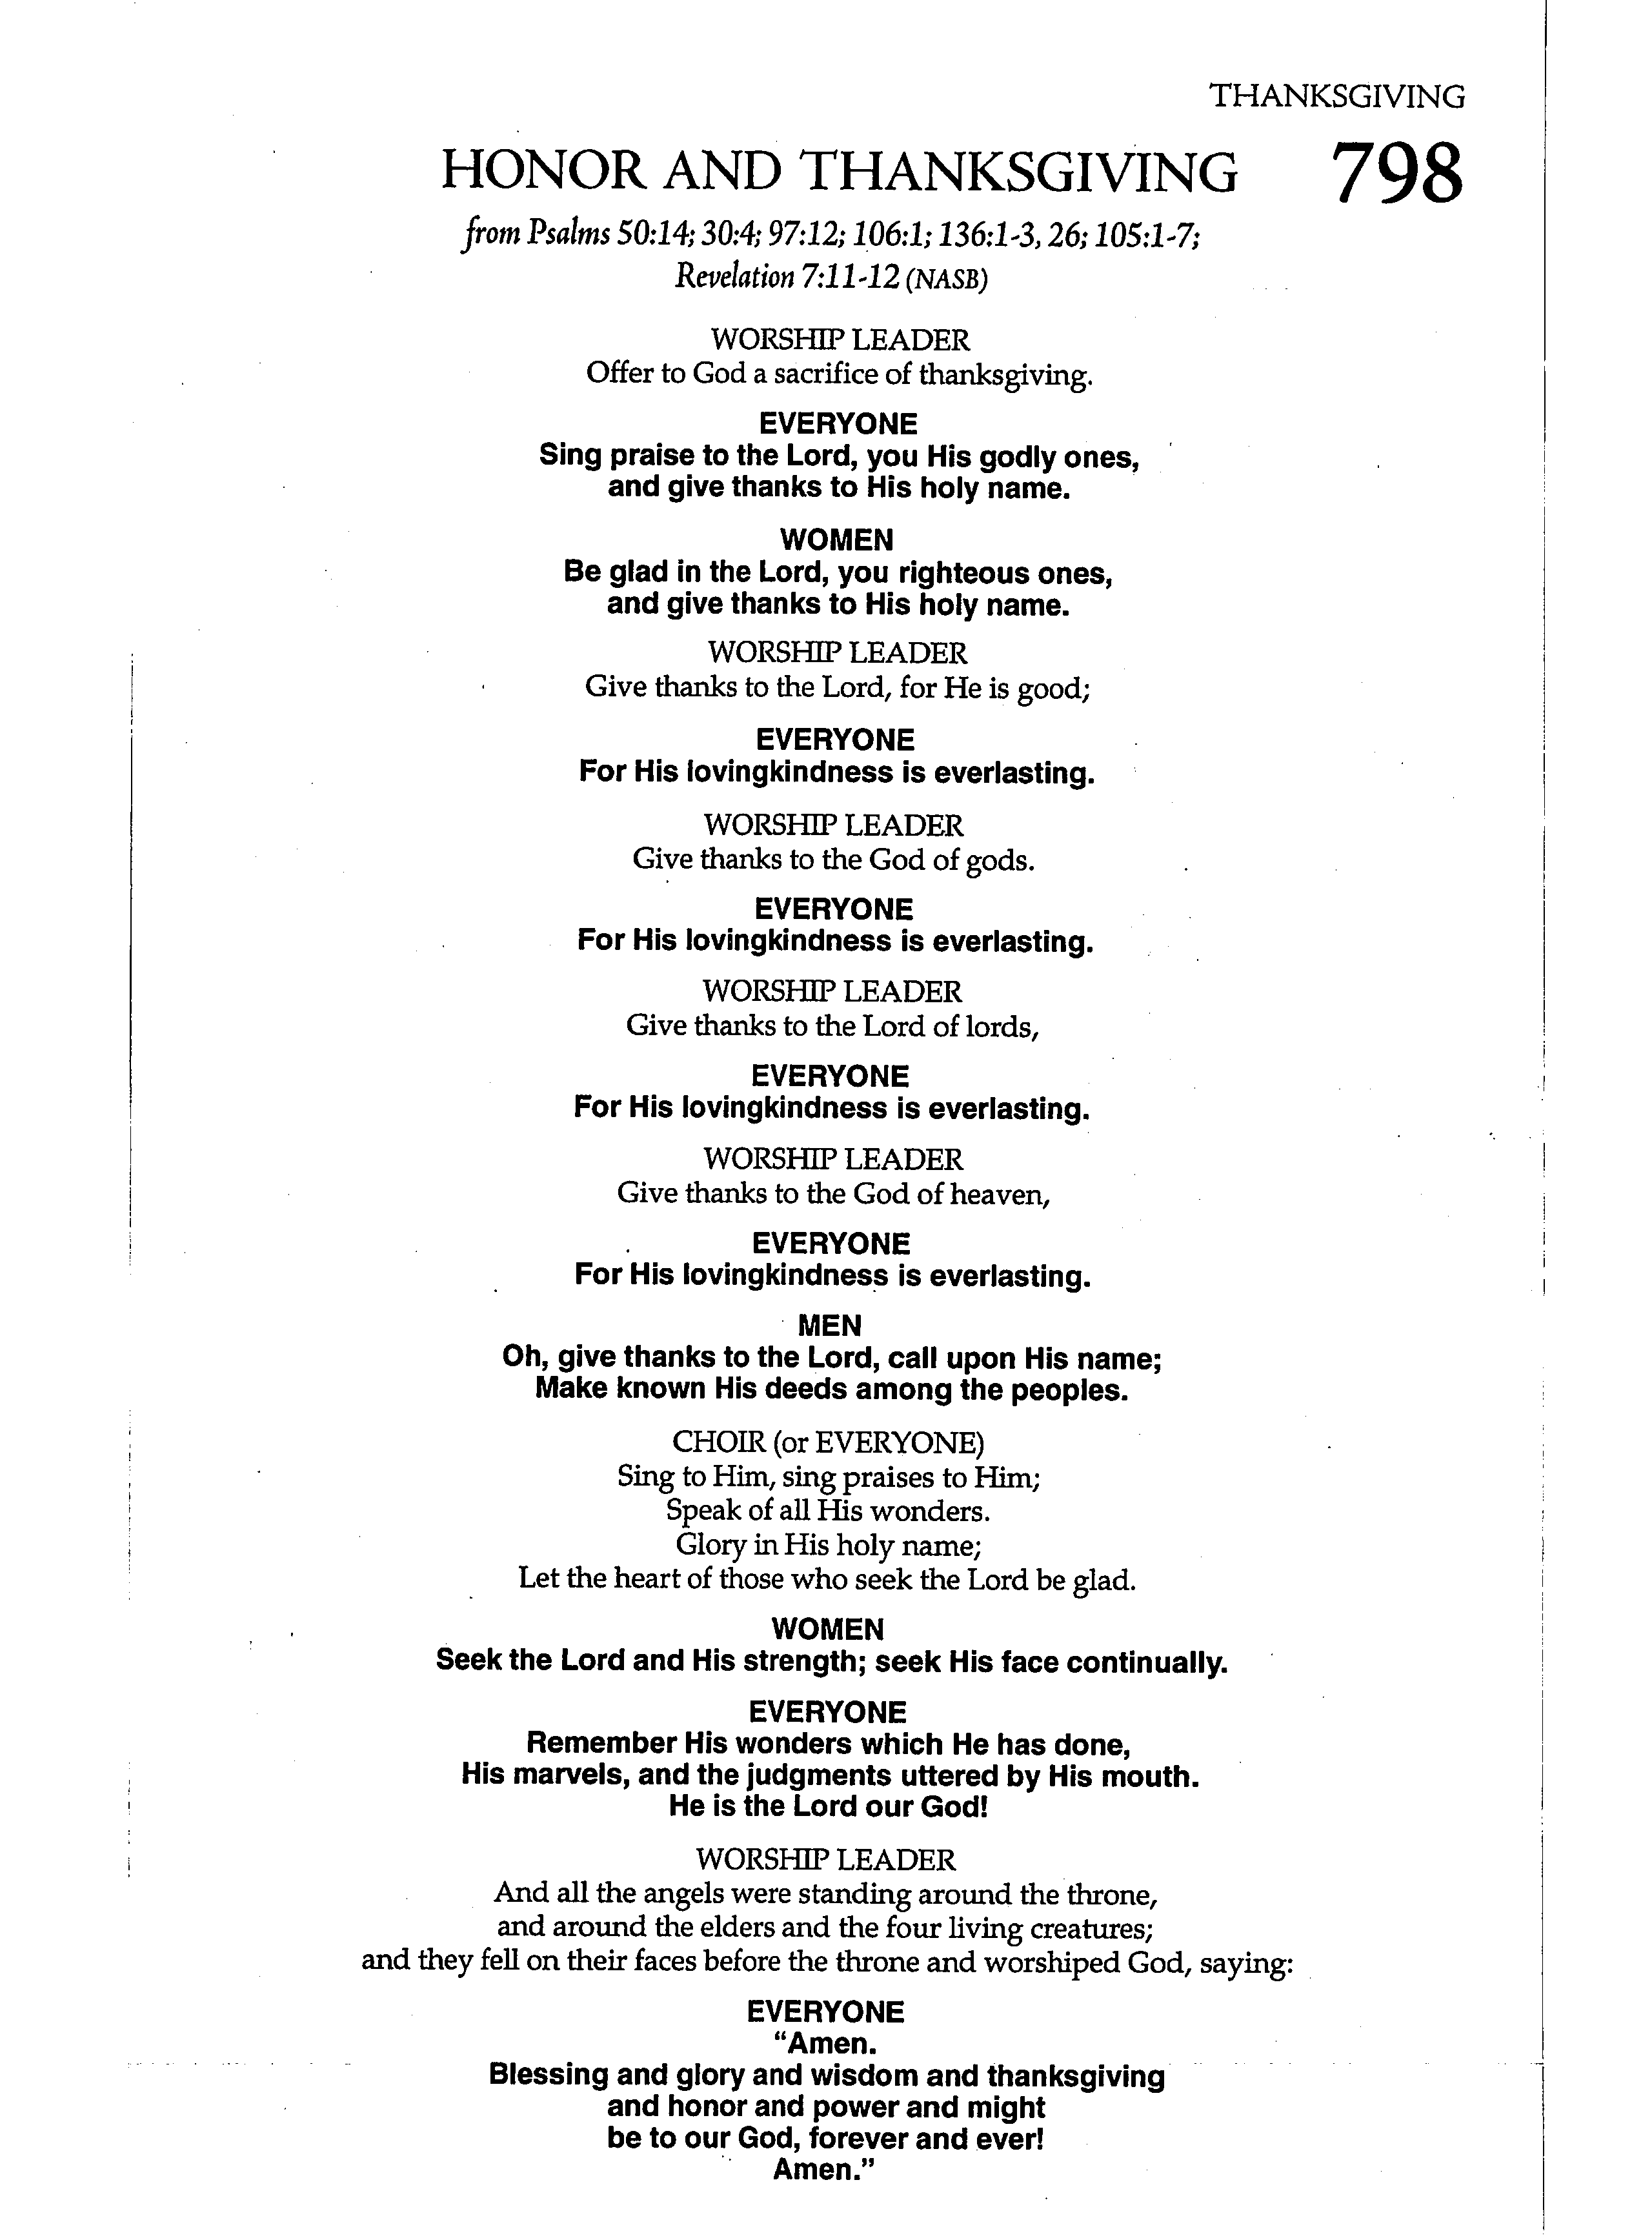 THANKSGIVING
HONOR AND THANKSGIVING 798
from Psalms 50:14; 30:4; 97:12; 106:1; 136:1-3, 26; 105:1-7;
Revelation 7:11-12 (NASB)
WORSHIP LEADER
Offer to God a sacrifice of thanksgiving.
EVERYONE
Sing praise to the Lord, you His godly ones,
and give thanks to His holy name.
WOMEN
Be glad in the Lord, you righteous ones,
and give thanks to His holy name.
WORSHIP LEADER
Give thanks to the Lord, for He is good;
EVERYONE
For His lovingkindness is everlasting.
WORSHIP LEADER
Give thanks to the God of gods.
EVERYONE
For His lovingkindness is everlasting.
WORSHIP LEADER
Give thanks to the Lord of lords,
EVERYONE
For His lovingkindness is everlasting.
WORSHIP LEADER
Give thanks to the God of heaven,
EVERYONE
For His lovingkindness is everlasting.
MEN
Oh, give thanks to the Lord, call upon His name;
Make known His deeds among the peoples.
CHOIR (or EVERYONE)
Sing to Him, sing praises to Him;
Speak of all His wonders.
Glory in His holy name;
Let the heart of those who seek the Lord be glad.
WOMEN
Seek the Lord and His strength; seek His face continually.
EVERYONE
Remember His wonders which He has done,
His marvels, and the judgments uttered by His mouth.
He is the Lord our God!
WORSHIP LEADER
And all the angels were standing around the throne,
and around the elders and the four living creatures;
and they fell on their faces before the throne and worshiped God, saying:
EVERYONE
“Amen.
Blessing and glory and wisdom and thanksgiving
and honor and power and might
be to our God, forever and ever!
Amen.”